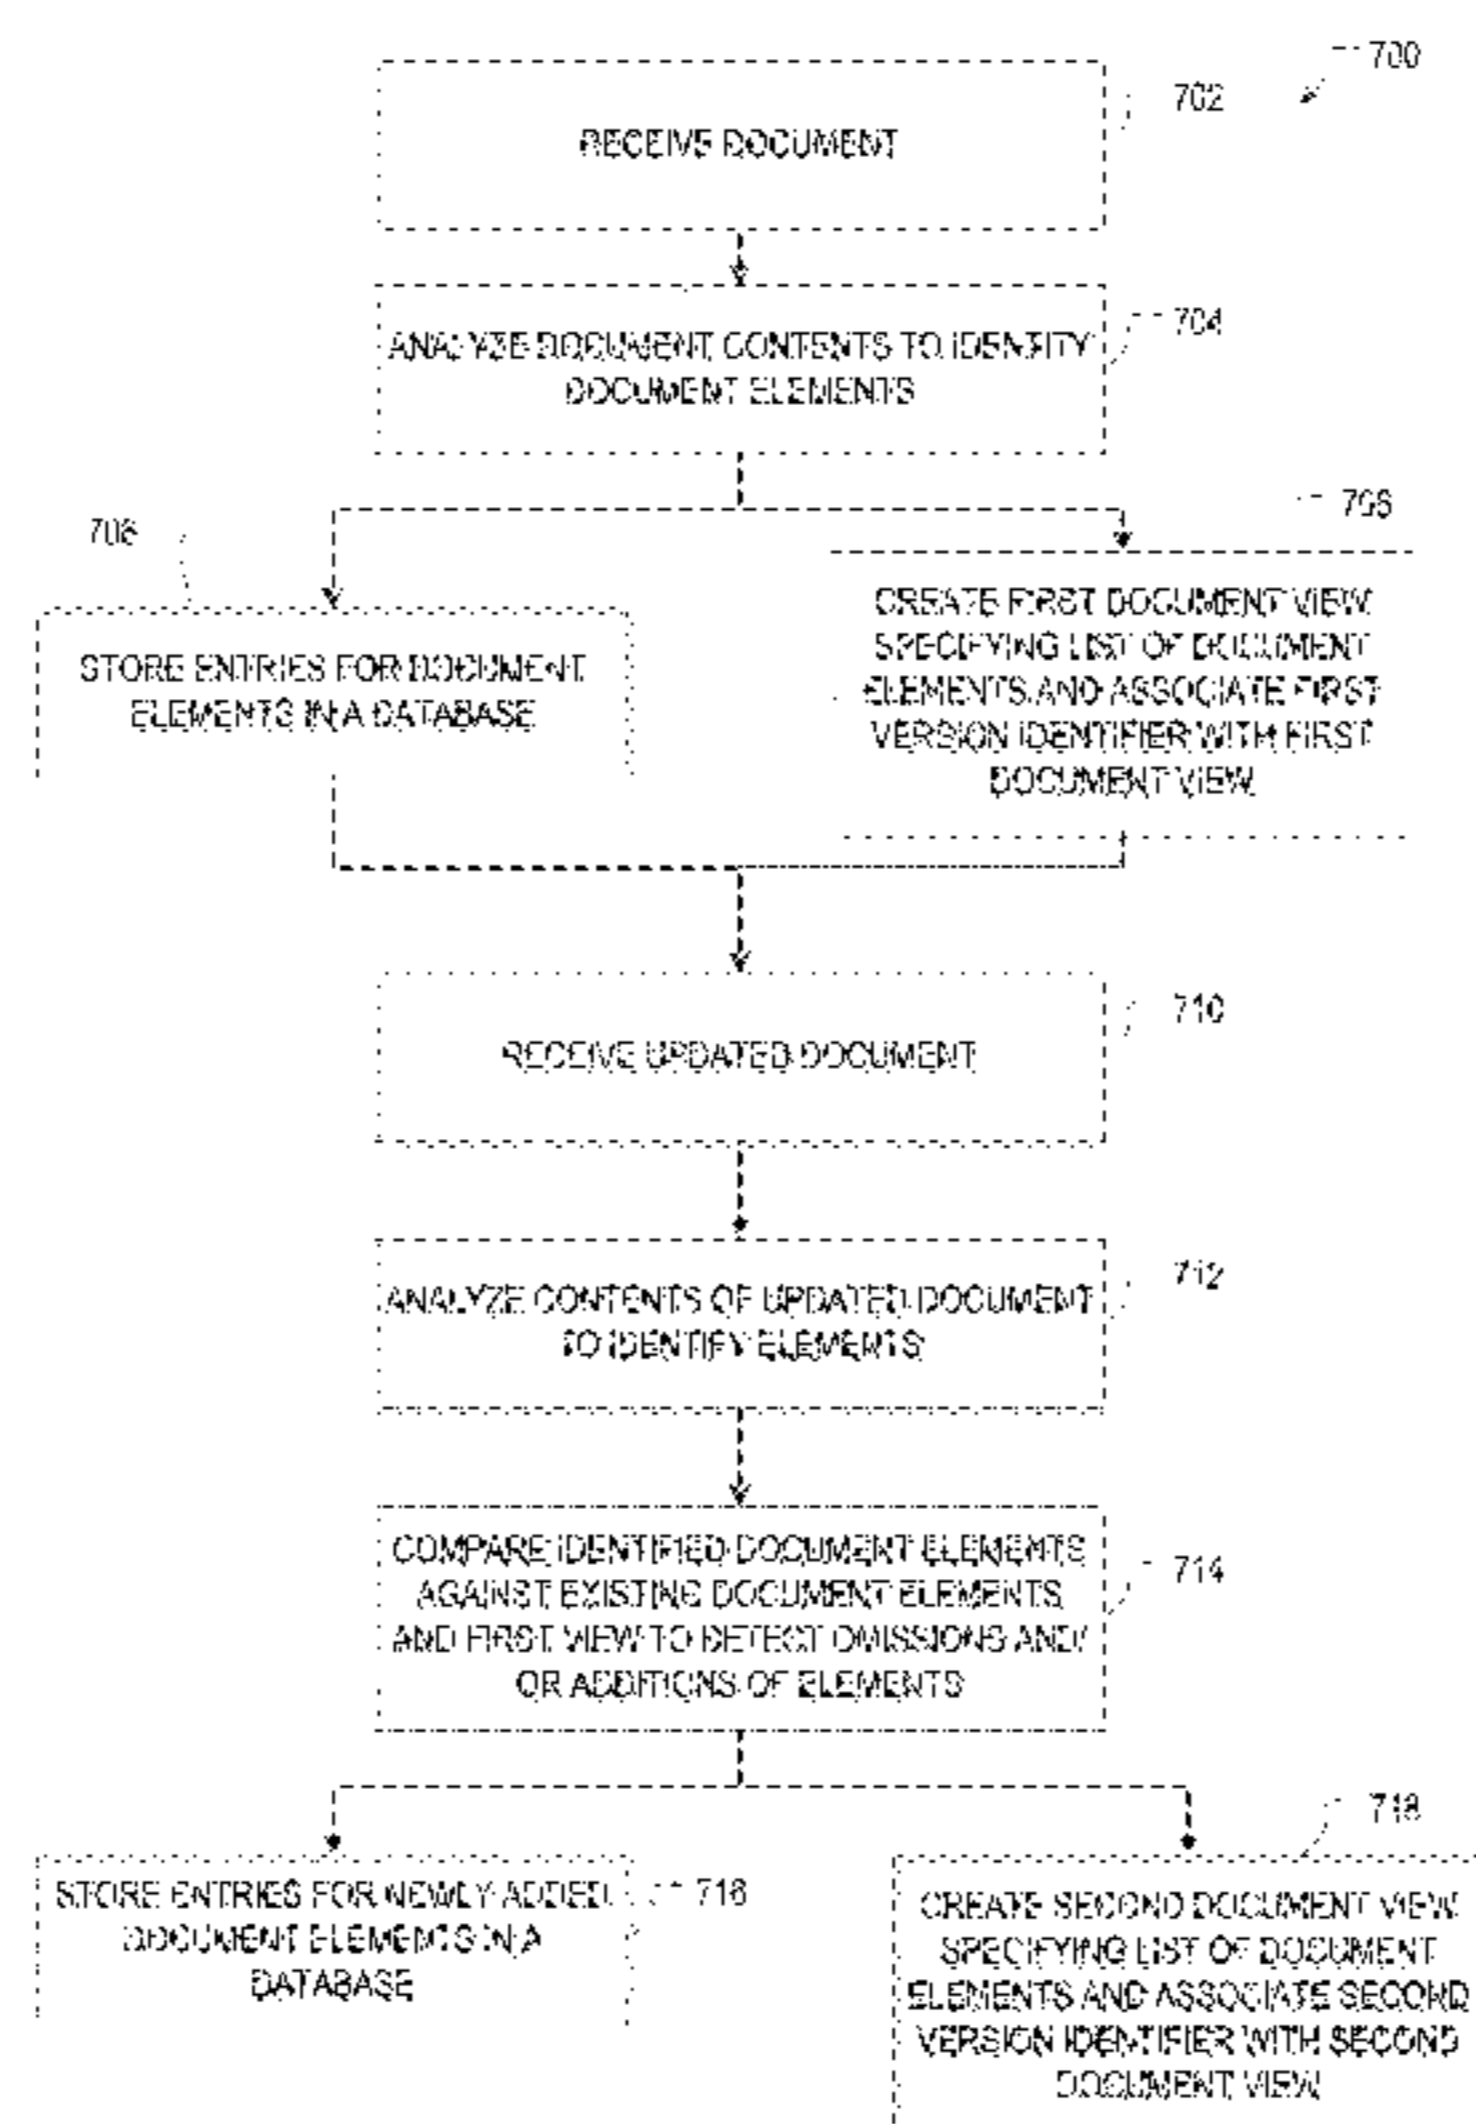 700
702
RECEIVE DOCUMENT
704
ANALYZE DOCUMENT CONTENTS TO IDENTITY
DOCUMENT ELEMENTS
STORE ENTRIES FOR DOCUMENT
ELEMENTS IN A DATABASE
CREATE FIRST DOCUMENT VIEW
SPECIFYING LIST OF DOCUMENT
ELEMENTS AND ASSOCIATE FIRST
VERSION IDENTIFIER WITH FIRST
DOCUMENT VIEW
710
RECEIVE UPDATED DOCUMENT
712
ANALYZE CONTENTS OF UPDATED DOCUMENT
TO IDENTIFY ELEMENTS
714
COMPARE IDENTIFIED DOCUMENT ELEMENTS
AGAINST EXISTING DOCUMENT ELEMENTS
AND FIRST VIEW TO DETECT OMISSIONS AND/
OR ADDITIONS OF ELEMENTS
716
STORE ENTRIES FOR NEWLY ADDED
DOCUMENT ELEMENTS IN A
DATABASE
718
CREATE SECOND DOCUMENT VIEW
SPECIFYING LIST OF DOCUMENT
ELEMENTS AND ASSOCIATE SECOND
VERSION IDENTIFIER WITH SECOND
DOCUMENT VIEW